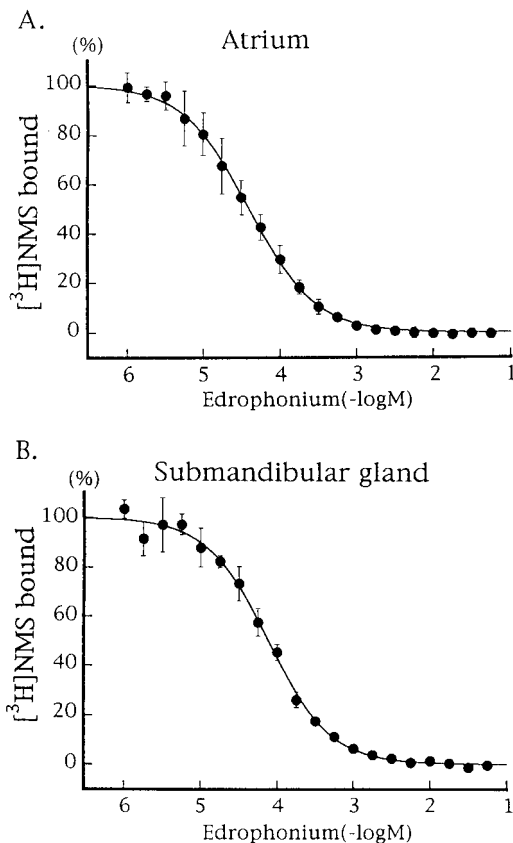 A.
(%)
Atrium
100
80
60
40
20
0
[³H]NMS bound
6 5 4 3 2 1
Edrophonium(-logM)
B.
(%)
Submandibular gland
100
80
60
40
20
0
[³H]NMS bound
6 5 4 3 2 1
Edrophonium(-logM)